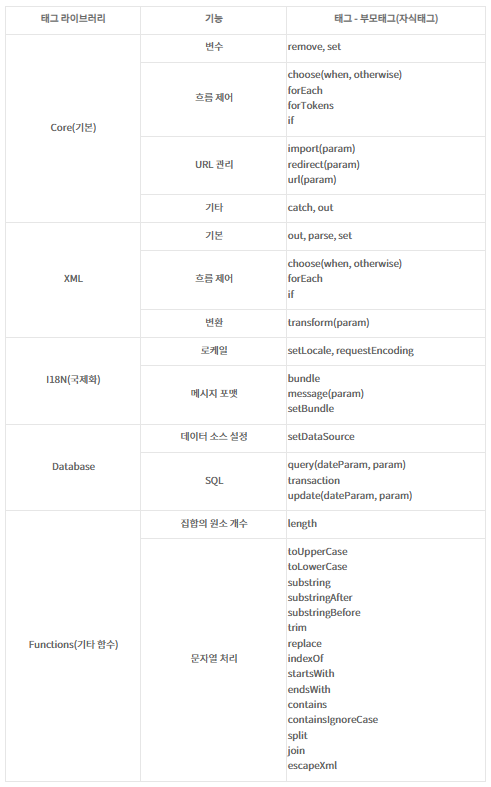 태그 라이브러리 기능 태그 - 부모태그(자식태그)
Core(기본)
변수 remove, set
흐름 제어
choose(when, otherwise)
forEach
forTokens
if
URL 관리
import(param)
redirect(param)
url(param)
기타 catch, out
XML
기본 out, parse, set
흐름 제어
choose(when, otherwise)
forEach
if
변환 transform(param)
I18N(국제화)
로케일 setLocale, requestEncoding
메시지 포맷
bundle
message(param)
setBundle
Database
데이터 소스 설정 setDataSource
SQL
query(dateParam, param)
transaction
update(dateParam, param)
Functions(기타 함수)
집합의 원소 개수 length
문자열 처리
toUpperCase
toLowerCase
substring
substringAfter
substringBefore
trim
replace
indexOf
startsWith
endsWith
contains
containsIgnoreCase
split
join
escapeXml